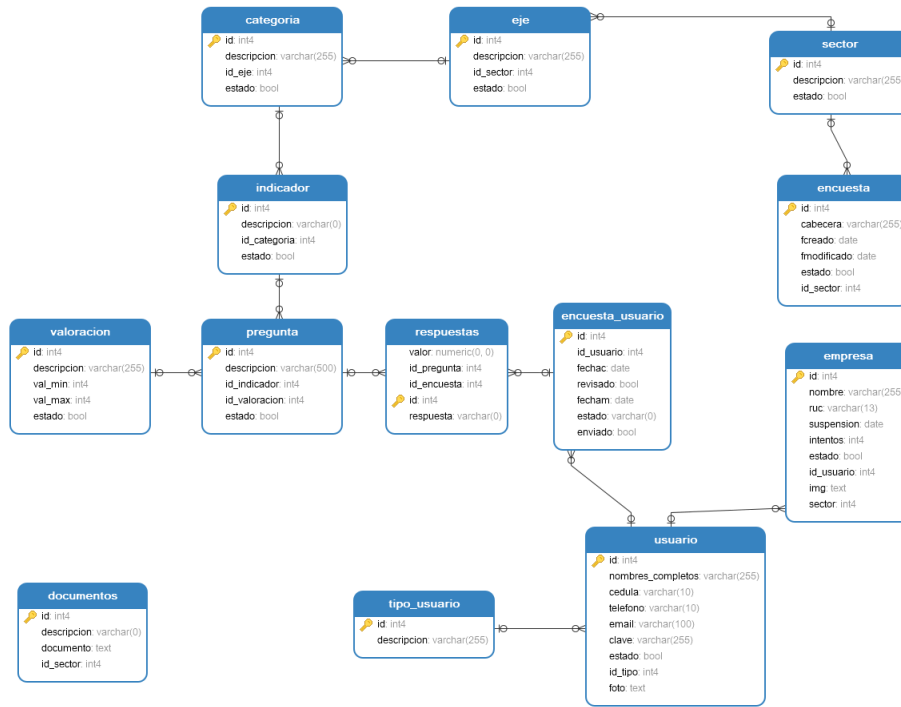 categoria
id: int4
descripcion: varchar(255)
id_eje: int4
estado: bool
eje
id: int4
descripcion: varchar(255)
id_sector: int4
estado: bool
sector
id: int4
descripcion: varchar(255
estado: bool
indicador
id: int4
descripcion: varchar(0)
id_categoria: int4
estado: bool
encuesta
id: int4
cabecera: varchar(255)
fcreado: date
fmodificado: date
estado: bool
id_sector: int4
valoracion
id: int4
descripcion: varchar(255)
val_min: int4
val_max: int4
estado: bool
pregunta
id: int4
descripcion: varchar(500)
id_indicador: int4
id_valoracion: int4
estado: bool
respuestas
valor: numeric(0, 0)
id_pregunta: int4
id_encuesta: int4
id: int4
respuesta: varchar(0)
encuesta_usuario
id: int4
id_usuario: int4
fechac: date
revisado: bool
fecham: date
estado: varchar(0)
enviado: bool
empresa
id: int4
nombre: varchar(255
ruc: varchar(13)
suspension: date
intentos: int4
estado: bool
id_usuario: int4
img: text
sector: int4
documentos
id: int4
descripcion: varchar(0)
documento: text
id_sector: int4
tipo_usuario
id: int4
descripcion: varchar(255)
usuario
id: int4
nombres_completos: varchar(255)
cedula: varchar(10)
telefono: varchar(10)
email: varchar(100)
clave: varchar(255)
estado: bool
id_tipo: int4
foto: text